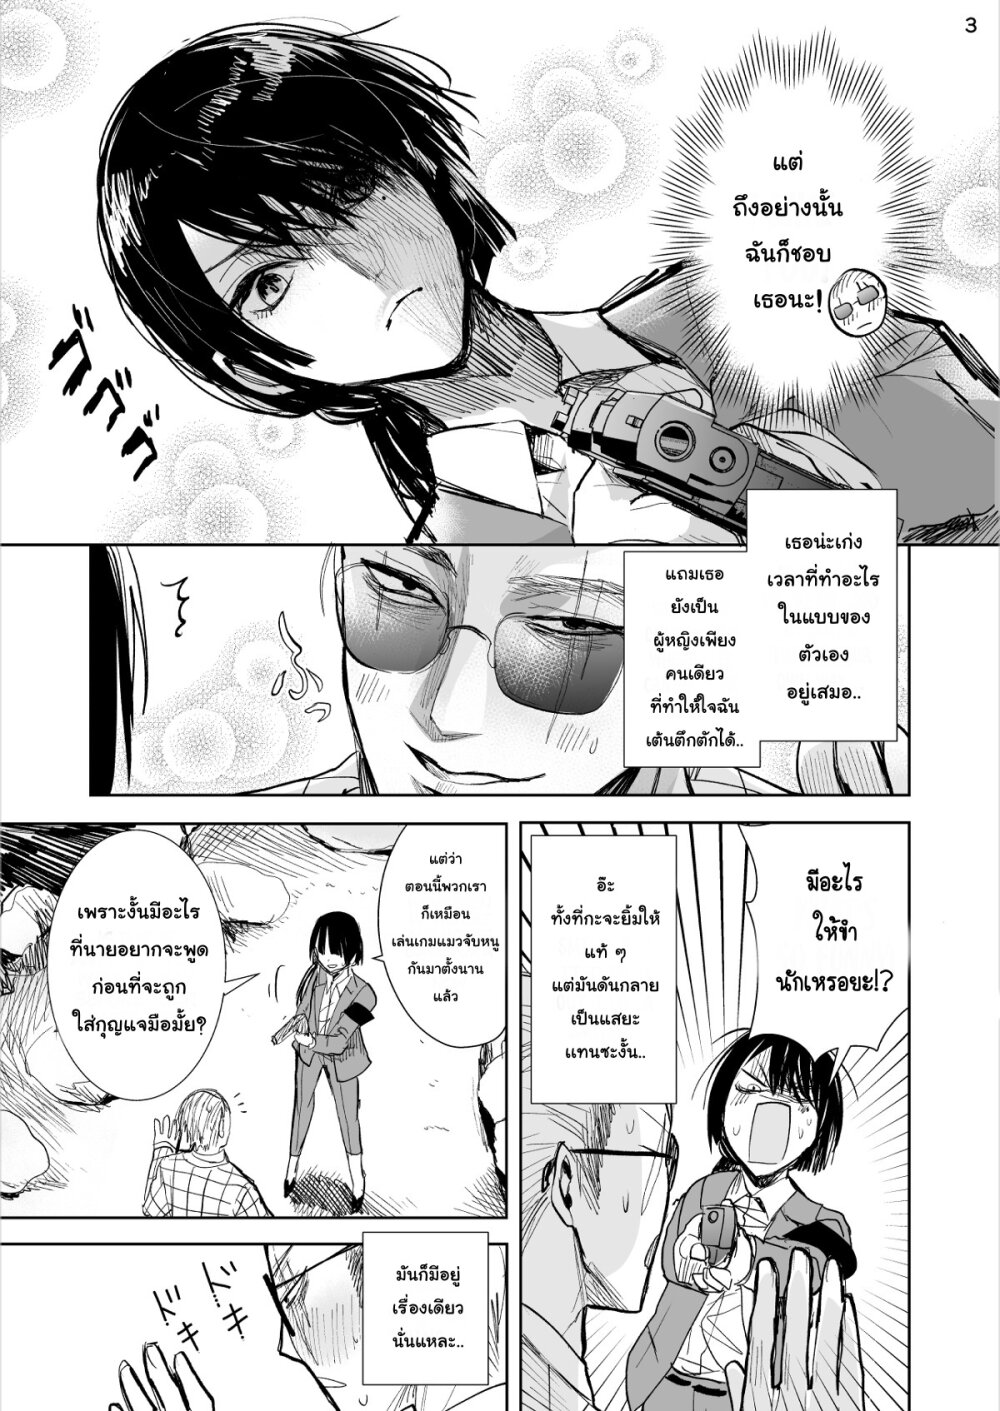 3
แต่
ถึงอย่างนั้น
ฉันก็ชอบ
เธอนะ!
ゴゴゴゴ
เธอน่ะเก่ง
เวลาที่ทำอะไร
ในแบบของ
ตัวเอง
อยู่เสมอ..
แถมเธอ
ยังเป็น
ผู้หญิงเพียง
คนเดียว
ที่ทำให้ใจฉัน
เต้นตึกตักได้..
มีอะไร
ให้ขำ
นักเหรอยะ!?
อ๊ะ
ทั้งที่กะจะยิ้มให้
แท้ ๆ
แต่มันดันกลาย
เป็นแสยะ
แทนซะงั้น..
แต่ว่า
ตอนนี้พวกเรา
ก็เหมือน
เล่นเกมแมวจับหนู
กันมาตั้งนาน
แล้ว
เพราะงั้นมีอะไร
ที่นายอยากจะพูด
ก่อนที่จะถูก
ใส่กุญแจมือมั้ย?
มันก็มีอยู่
เรื่องเดียว
นั่นแหละ..
ドキ
ドキ